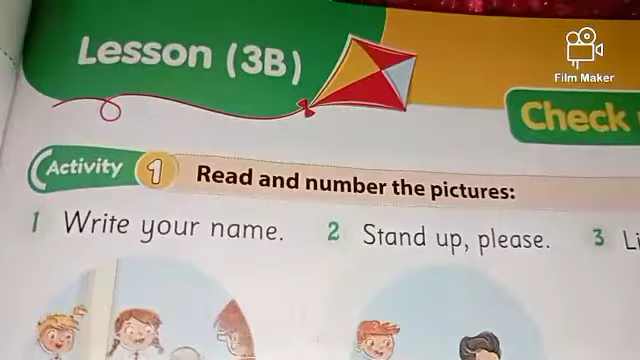 Lesson (3B)
Film Maker
Check
Activity 1 Read and number the pictures:
1 Write your name. 2 Stand up, please. 3